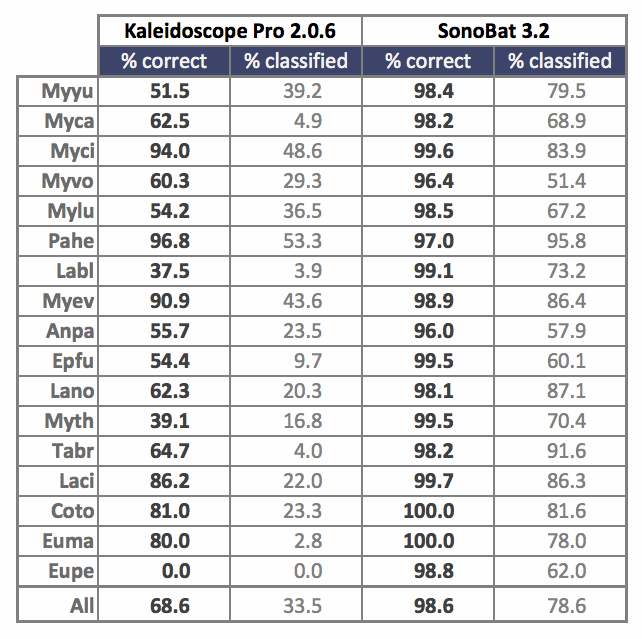 Kaleidoscope Pro 2.0.6 SonoBat 3.2
% correct % classified % correct % classified
Myyu 51.5 39.2 98.4 79.5
Myca 62.5 4.9 98.2 68.9
Myci 94.0 48.6 99.6 83.9
Myvo 60.3 29.3 96.4 51.4
Mylu 54.2 36.5 98.5 67.2
Pahe 96.8 53.3 97.0 95.8
Labl 37.5 3.9 99.1 73.2
Myev 90.9 43.6 98.9 86.4
Anpa 55.7 23.5 96.0 57.9
Epfu 54.4 9.7 99.5 60.1
Lano 62.3 20.3 98.1 87.1
Myth 39.1 16.8 99.5 70.4
Tabr 64.7 4.0 98.2 91.6
Laci 86.2 22.0 99.7 86.3
Coto 81.0 23.3 100.0 81.6
Euma 80.0 2.8 100.0 78.0
Eupe 0.0 0.0 98.8 62.0
All 68.6 33.5 98.6 78.6